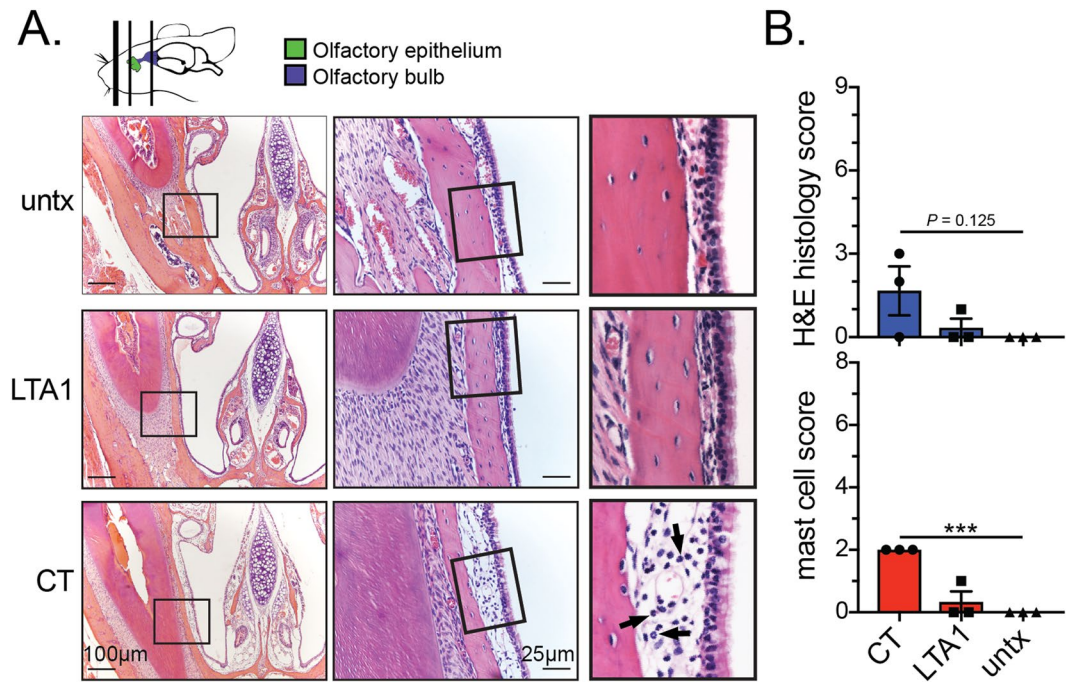 A.
Olfactory epithelium
Olfactory bulb
untx
LTA1
CT
100µm
25µm
B.
H&E histology score
9
6
3
0
P = 0.125
mast cell score
8
6
4
2
0
***
CT
LTA1
untx